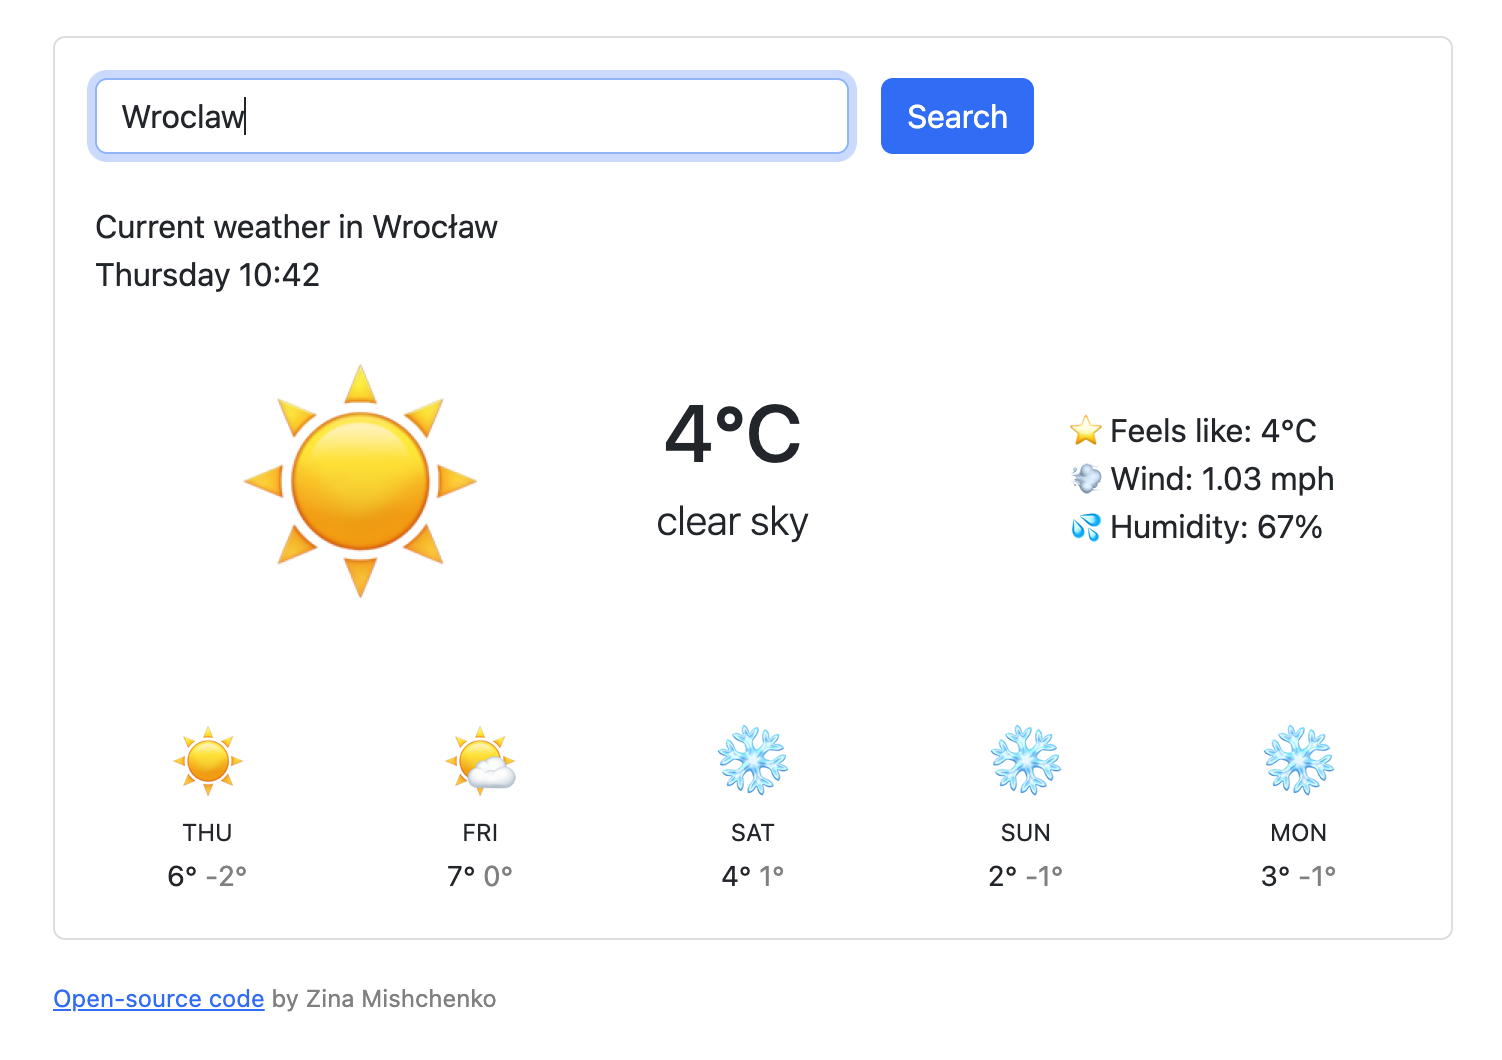 Wroclaw
Search
Current weather in Wrocław
Thursday 10:42
4°C
clear sky
Feels like: 4°C
Wind: 1.03 mph
Humidity: 67%
THU
6° -2°
FRI
7° 0°
SAT
4° 1°
SUN
2° -1°
MON
3° -1°
Open-source code by Zina Mishchenko